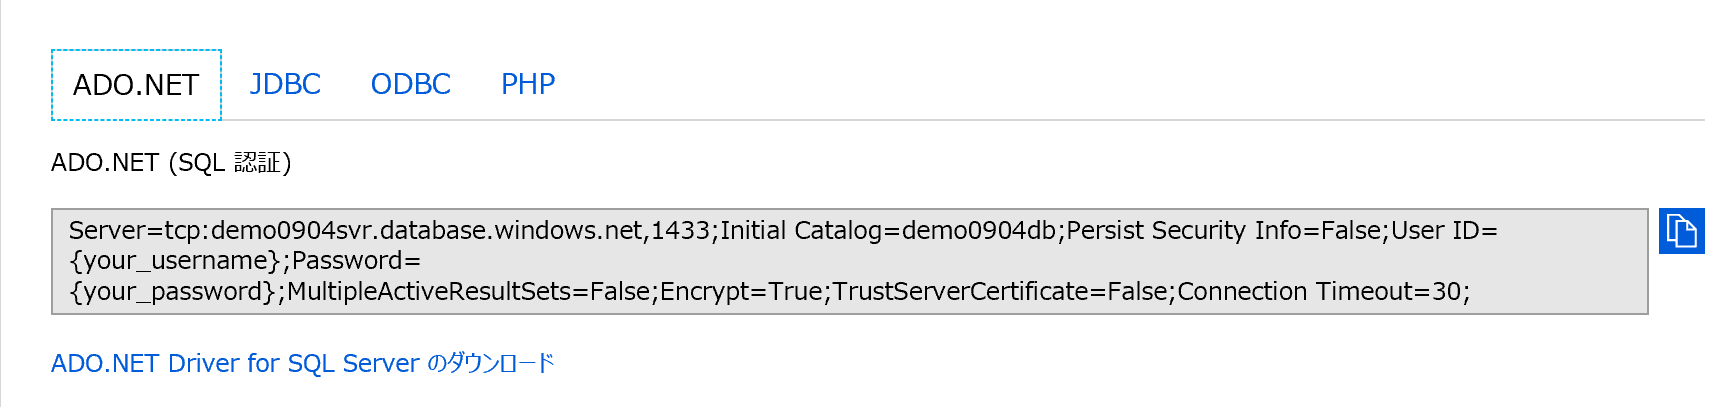 ADO.NET JDBC ODBC PHP
ADO.NET (SQL 認証)
Server=tcp:demo0904svr.database.windows.net,1433;Initial Catalog=demo0904db;Persist Security Info=False;User ID=
{your_username};Password=
{your_password};MultipleActiveResultSets=False;Encrypt=True;TrustServerCertificate=False;Connection Timeout=30;
ADO.NET Driver for SQL Server のダウンロード